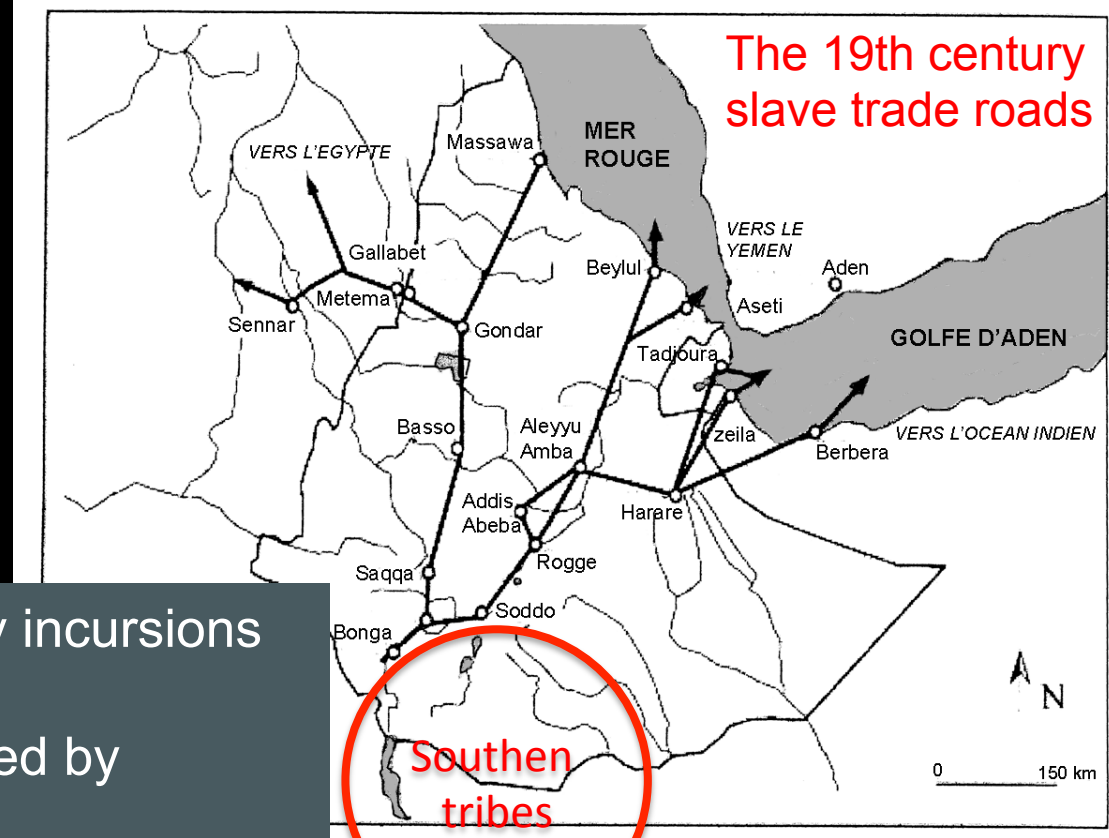 The 19th century
slave trade roads
MER
ROUGE
Massawa
VERS L'EGYPTE
VERS LE
YEMEN
Gallabet
Beylul
Aden
Metema
Aseti
Sennar
Gondar
GOLFE D'ADEN
Tadjoura
Basso
Aleyyu
Amba
zeila
VERS L'OCEAN INDIEN
Berbera
Addis
Abeba
Harare
Rogge
Saqqa
Soddo
Bonga
incursions
ed by
N
Southen
tribes
0 150 km